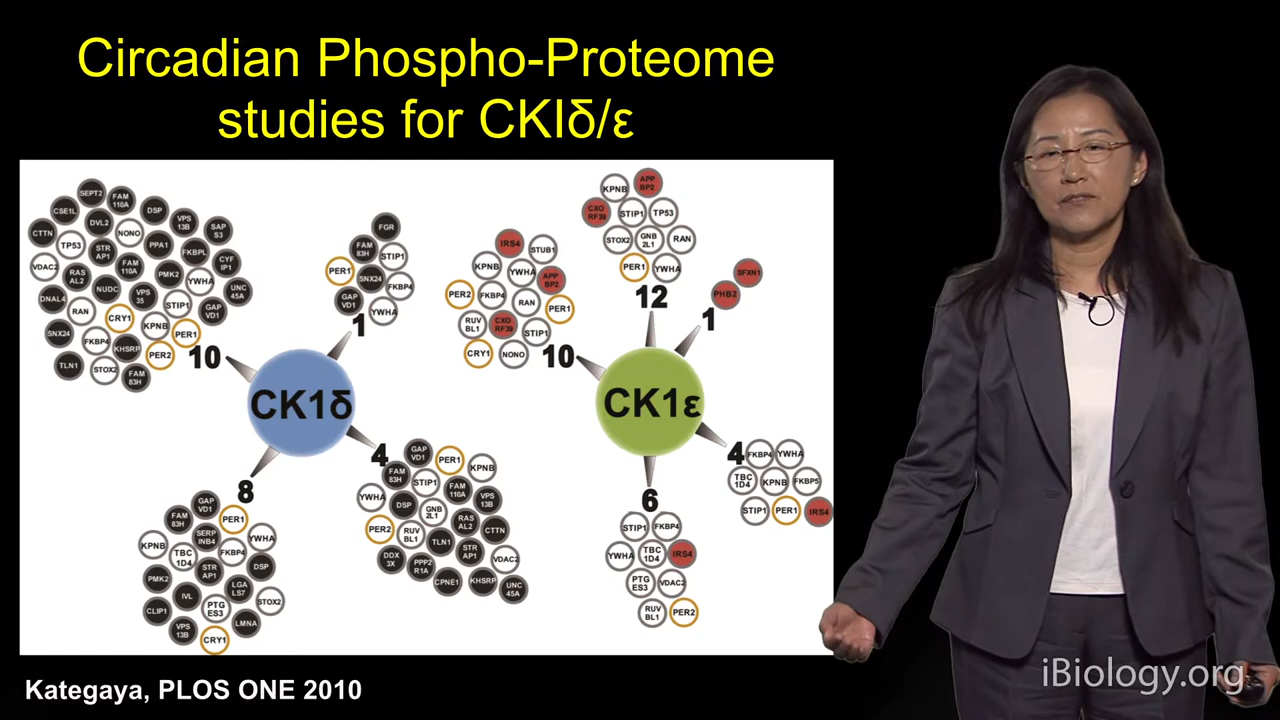 Circadian Phospho-Proteome
studies for CKIδ/ε
SEPT2
FAM
110A
CSE1L
DSP
VPS
13B
SAP
S3
CTTN
DVL2
NONO
TP53
STR
AP1
PPA1
FKBPL
CYF
IP1
VDAC2
RAS
AL2
FAM
110A
PMK2
YWHA
UNC
45A
NUDC
VPS
35
DNAL4
RAN
CRY1
STIP1
GAP
VD1
KPNB
PER1
SNX24
FKBP4
KHSRP
PER2
TLN1
STOX2
FAM
83H
10
FGR
FAM
83H
STIP1
PER1
SNX24
FKBP4
GAP
VD1
YWHA
1
CK1δ
8
GAP
VD1
FAM
83H
PER1
SERP
INB4
YWHA
KPNB
TBC
1D4
FKBP4
STR
AP1
DSP
PMK2
LGA
LS7
IVL
STOX2
CLIP1
PTG
ES3
VPS
13B
LMNA
CRY1
4
GAP
VD1
PER1
KPNB
FAM
83H
STIP1
FAM
110A
YWHA
VPS
13B
DSP
GNB
2L1
PER2
RUV
BL1
RAS
AL2
CTTN
TLN1
STR
AP1
DDX
3X
PPP2
R1A
VDAC2
CPNE1
KHSRP
UNC
45A
IRS4
STUB1
KPNB
YWHA
APP
BP2
PER2
FKBP4
RAN
PER1
RUV
BL1
CXO
RF39
STIP1
CRY1
NONO
10
KPNB
APP
BP2
CXO
RF39
STIP1
TP53
STOX2
GNB
2L1
RAN
PER1
YWHA
12
SFXN1
PHB2
1
CK1ε
4
FKBP4
YWHA
TBC
1D4
KPNB
FKBP5
STIP1
PER1
IRS4
6
STIP1
FKBP4
YWHA
TBC
1D4
IRS4
PTG
ES3
VDAC2
RUV
BL1
PER2
Kategaya, PLOS ONE 2010
iBiology.org